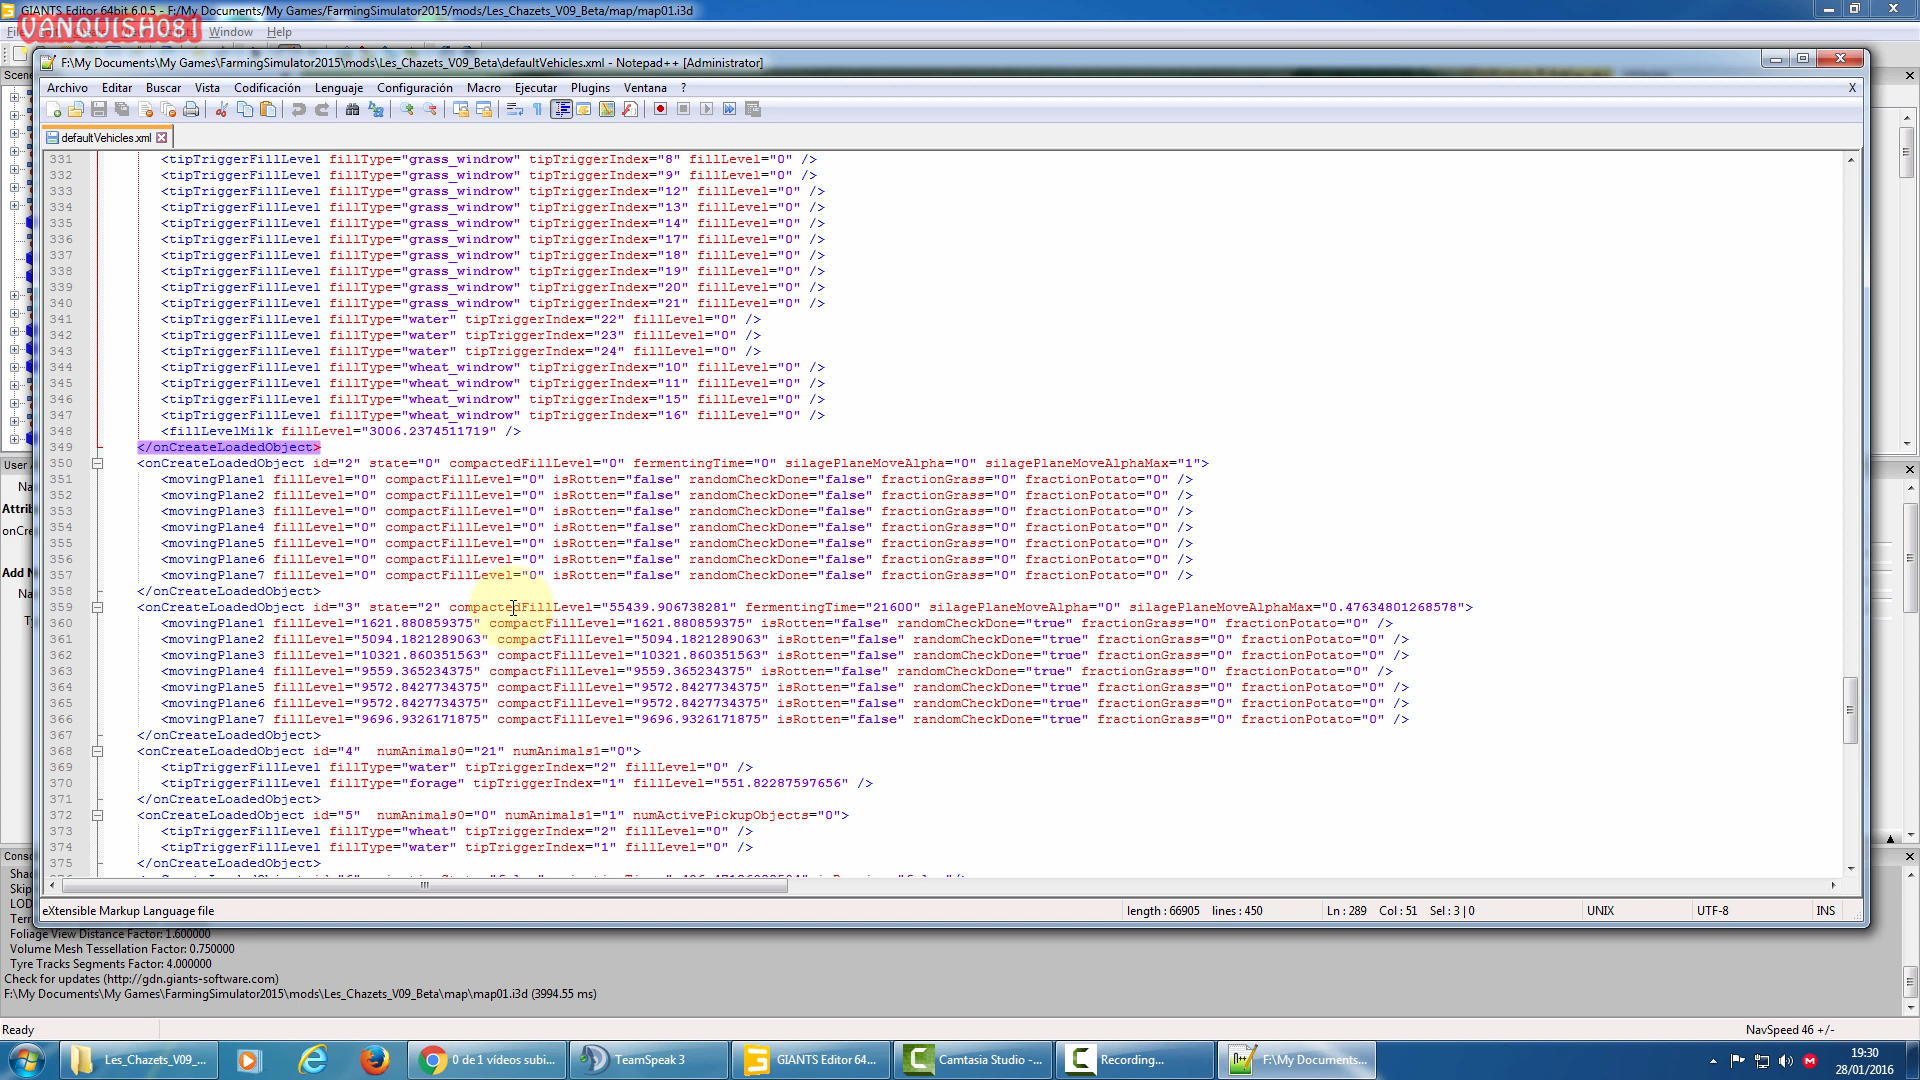 GIANTS Editor 64bit 6.0.5 - F:/My Documents/My Games/FarmingSimulator2015/mods/Les_Chazets_V09_Beta/map/map01.i3d
VANQUISH081
Window Help
F:\My Documents\My Games\FarmingSimulator2015\mods\Les_Chazets_V09_Beta\defaultVehicles.xml - Notepad++ [Administrator]
Archivo Editar Buscar Vista Codificación Lenguaje Configuración Macro Ejecutar Plugins Ventana ? X
defaultVehicles.xml
331 <tipTriggerFillLevel fillType="grass_windrow" tipTriggerIndex="8" fillLevel="0" />
332 <tipTriggerFillLevel fillType="grass_windrow" tipTriggerIndex="9" fillLevel="0" />
333 <tipTriggerFillLevel fillType="grass_windrow" tipTriggerIndex="12" fillLevel="0" />
334 <tipTriggerFillLevel fillType="grass_windrow" tipTriggerIndex="13" fillLevel="0" />
335 <tipTriggerFillLevel fillType="grass_windrow" tipTriggerIndex="14" fillLevel="0" />
336 <tipTriggerFillLevel fillType="grass_windrow" tipTriggerIndex="17" fillLevel="0" />
337 <tipTriggerFillLevel fillType="grass_windrow" tipTriggerIndex="18" fillLevel="0" />
338 <tipTriggerFillLevel fillType="grass_windrow" tipTriggerIndex="19" fillLevel="0" />
339 <tipTriggerFillLevel fillType="grass_windrow" tipTriggerIndex="20" fillLevel="0" />
340 <tipTriggerFillLevel fillType="grass_windrow" tipTriggerIndex="21" fillLevel="0" />
341 <tipTriggerFillLevel fillType="water" tipTriggerIndex="22" fillLevel="0" />
342 <tipTriggerFillLevel fillType="water" tipTriggerIndex="23" fillLevel="0" />
343 <tipTriggerFillLevel fillType="water" tipTriggerIndex="24" fillLevel="0" />
344 <tipTriggerFillLevel fillType="wheat_windrow" tipTriggerIndex="10" fillLevel="0" />
345 <tipTriggerFillLevel fillType="wheat_windrow" tipTriggerIndex="11" fillLevel="0" />
346 <tipTriggerFillLevel fillType="wheat_windrow" tipTriggerIndex="15" fillLevel="0" />
347 <tipTriggerFillLevel fillType="wheat_windrow" tipTriggerIndex="16" fillLevel="0" />
348 <fillLevelMilk fillLevel="3006.2374511719" />
349 </onCreateLoadedObject>
350 <onCreateLoadedObject id="2" state="0" compactedFillLevel="0" fermentingTime="0" silagePlaneMoveAlpha="0" silagePlaneMoveAlphaMax="1">
351 <movingPlane1 fillLevel="0" compactFillLevel="0" isRotten="false" randomCheckDone="false" fractionGrass="0" fractionPotato="0" />
352 <movingPlane2 fillLevel="0" compactFillLevel="0" isRotten="false" randomCheckDone="false" fractionGrass="0" fractionPotato="0" />
353 <movingPlane3 fillLevel="0" compactFillLevel="0" isRotten="false" randomCheckDone="false" fractionGrass="0" fractionPotato="0" />
354 <movingPlane4 fillLevel="0" compactFillLevel="0" isRotten="false" randomCheckDone="false" fractionGrass="0" fractionPotato="0" />
355 <movingPlane5 fillLevel="0" compactFillLevel="0" isRotten="false" randomCheckDone="false" fractionGrass="0" fractionPotato="0" />
356 <movingPlane6 fillLevel="0" compactFillLevel="0" isRotten="false" randomCheckDone="false" fractionGrass="0" fractionPotato="0" />
357 <movingPlane7 fillLevel="0" compactFillLevel="0" isRotten="false" randomCheckDone="false" fractionGrass="0" fractionPotato="0" />
358 </onCreateLoadedObject>
359 <onCreateLoadedObject id="3" state="2" compactedFillLevel="55439.906738281" fermentingTime="21600" silagePlaneMoveAlpha="0" silagePlaneMoveAlphaMax="0.47634801268578">
360 <movingPlane1 fillLevel="1621.880859375" compactFillLevel="1621.880859375" isRotten="false" randomCheckDone="true" fractionGrass="0" fractionPotato="0" />
361 <movingPlane2 fillLevel="5094.1821289063" compactFillLevel="5094.1821289063" isRotten="false" randomCheckDone="true" fractionGrass="0" fractionPotato="0" />
362 <movingPlane3 fillLevel="10321.860351563" compactFillLevel="10321.860351563" isRotten="false" randomCheckDone="true" fractionGrass="0" fractionPotato="0" />
363 <movingPlane4 fillLevel="9559.365234375" compactFillLevel="9559.365234375" isRotten="false" randomCheckDone="true" fractionGrass="0" fractionPotato="0" />
364 <movingPlane5 fillLevel="9572.8427734375" compactFillLevel="9572.8427734375" isRotten="false" randomCheckDone="true" fractionGrass="0" fractionPotato="0" />
365 <movingPlane6 fillLevel="9572.8427734375" compactFillLevel="9572.8427734375" isRotten="false" randomCheckDone="true" fractionGrass="0" fractionPotato="0" />
366 <movingPlane7 fillLevel="9696.9326171875" compactFillLevel="9696.9326171875" isRotten="false" randomCheckDone="true" fractionGrass="0" fractionPotato="0" />
367 </onCreateLoadedObject>
368 <onCreateLoadedObject id="4" numAnimals0="21" numAnimals1="0">
369 <tipTriggerFillLevel fillType="water" tipTriggerIndex="2" fillLevel="0" />
370 <tipTriggerFillLevel fillType="forage" tipTriggerIndex="1" fillLevel="551.82287597656" />
371 </onCreateLoadedObject>
372 <onCreateLoadedObject id="5" numAnimals0="0" numAnimals1="1" numActivePickupObjects="0">
373 <tipTriggerFillLevel fillType="wheat" tipTriggerIndex="2" fillLevel="0" />
374 <tipTriggerFillLevel fillType="water" tipTriggerIndex="1" fillLevel="0" />
375 </onCreateLoadedObject>
eXtensible Markup Language file length : 66905 lines : 450 Ln : 289 Col : 51 Sel : 3 | 0 UNIX UTF-8 INS
Scene
User A
Na
Attrib
onCre
Add N
Na
Conso
Shad
Skip
LOD
Terr
Foliage View Distance Factor: 1.600000
Volume Mesh Tessellation Factor: 0.750000
Tyre Tracks Segments Factor: 4.000000
Check for updates (http://gdn.giants-software.com)
F:\My Documents\My Games\FarmingSimulator2015\mods\Les_Chazets_V09_Beta\map\map01.i3d (3994.55 ms)
Ready NavSpeed 46 +/-
Les_Chazets_V09_... 0 de 1 vídeos subi... TeamSpeak 3 GIANTS Editor 64... Camtasia Studio -... Recording... F:\My Documents... 19:30
28/01/2016